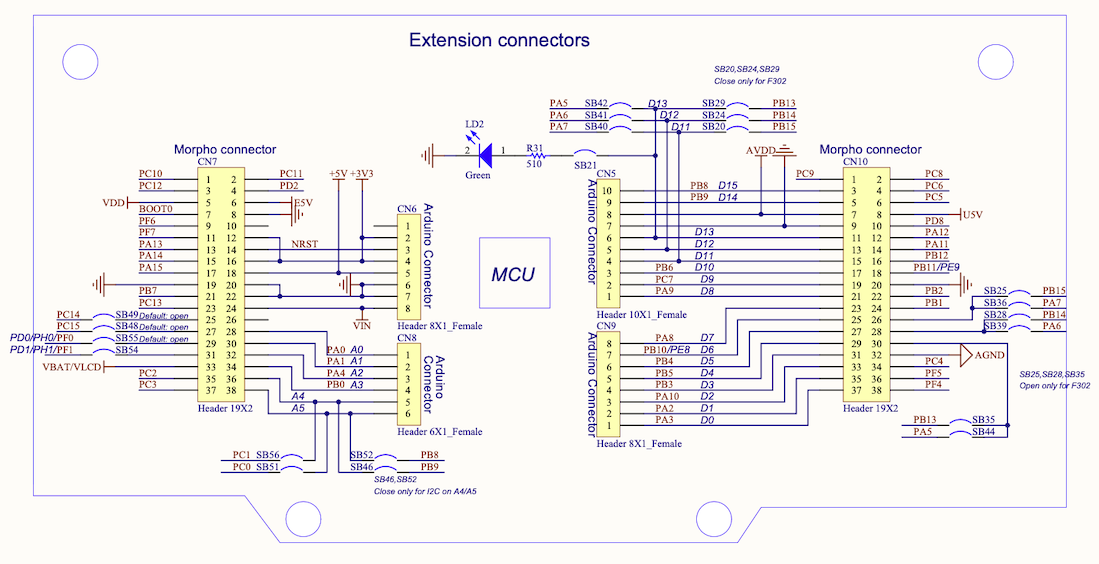 Extension connectors
SB20,SB24,SB29
Close only for F302
PA5 SB42 D13 SB29 PB13
PA6 SB41 D12 SB24 PB14
PA7 SB40 D11 SB20 PB15
LD2
2 1 R31
510
SB21
Green
Morpho connector
CN7
PC10 1 2 PC11
PC12 3 4 PD2
VDD 5 6 E5V
BOOT0 7 8
PF6 9 10
PF7 11 12
PA13 13 14 NRST
PA14 15 16
PA15 17 18
19 20
PB7 21 22
PC13 23 24
PC14 SB49 Default: open 25 26
PC15 SB48 Default: open 27 28
PD0/PH0/PF0 SB55 Default: open 29 30
PD1/PH1/PF1 SB54 31 32
VBAT/VLCD 33 34
PC2 35 36
PC3 37 38
Header 19X2
+5V +3V3
CN6
1
2
3
4
5
6
7
8
Arduino Connector
VIN
Header 8X1_Female
CN8
PA0 A0 1
PA1 A1 2
PA4 A2 3
PB0 A3 4
A4 5
A5 6
Arduino
Connector
Header 6X1_Female
PC1 SB56 SB52 PB8
PC0 SB51 SB46 PB9
SB46,SB52
Close only for I2C on A4/A5
MCU
AVDD
CN5
10 PB8 D15
9 PB9 D14
8
7
6 D13
5 D12
4 D11
3 PB6 D10
2 PC7 D9
1 PA9 D8
Arduino Connector
Header 10X1_Female
CN9
8 PA8 D7
7 PB10/PE8 D6
6 PB4 D5
5 PB5 D4
4 PB3 D3
3 PA10 D2
2 PA2 D1
1 PA3 D0
Arduino Connector
Header 8X1_Female
Morpho connector
CN10
PC9 1 2 PC8
3 4 PC6
5 6 PC5
7 8 U5V
9 10 PD8
11 12 PA12
13 14 PA11
15 16 PB12
17 18 PB11/PE9
19 20
21 22 PB2
23 24 PB1
25 26
27 28
29 30
31 32 AGND
33 34 PC4
35 36 PF5
37 38 PF4
Header 19X2
SB25 PB15
SB36 PA7
SB28 PB14
SB39 PA6
SB25,SB28,SB35
Open only for F302
PB13 SB35
PA5 SB44